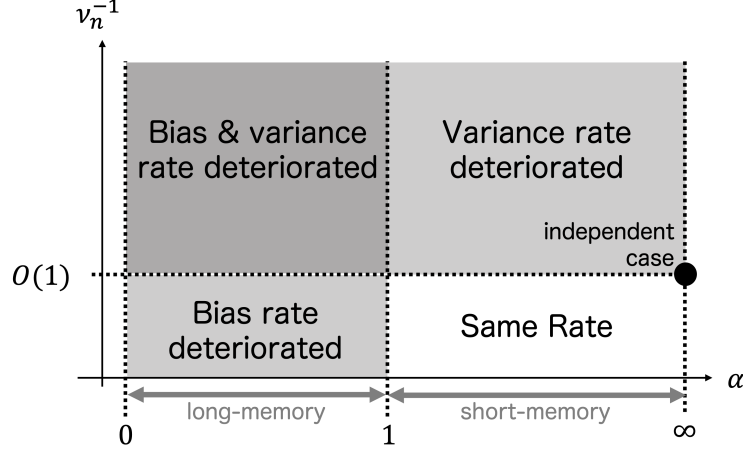 ν_n^{-1}
Bias & variance
rate deteriorated
Variance rate
deteriorated
independent
case
O(1)
Bias rate
deteriorated
Same Rate
α
long-memory
short-memory
0
1
∞